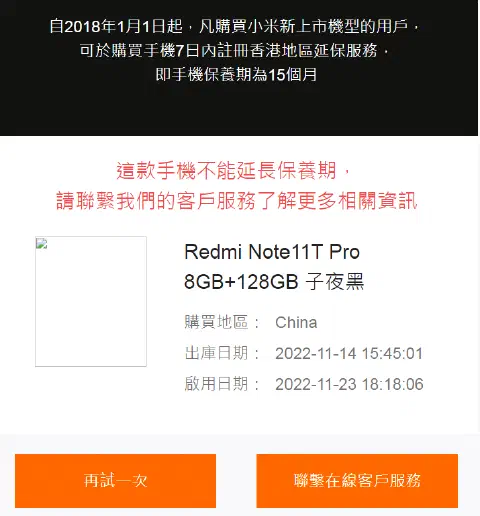 自2018年1月1日起，凡購買小米新上市機型的用戶，
可於購買手機7日內註冊香港地區延保服務，
即手機保養期為15個月
這款手機不能延長保養期，
請聯繫我們的客戶服務了解更多相關資訊
Redmi Note11T Pro
8GB+128GB 子夜黑
購買地區： China
出庫日期： 2022-11-14 15:45:01
啟用日期： 2022-11-23 18:18:06
再試一次
聯繫在線客戶服務